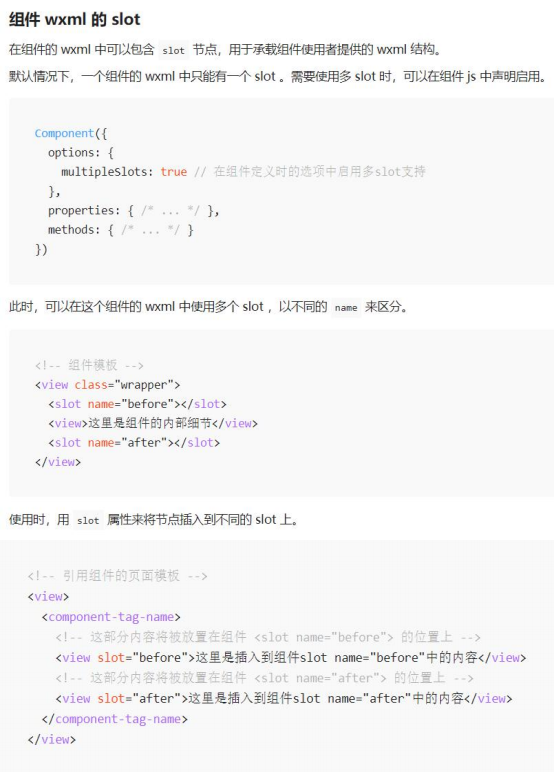 组件 wxml 的 slot
在组件的 wxml 中可以包含 slot 节点，用于承载组件使用者提供的 wxml 结构。
默认情况下，一个组件的 wxml 中只能有一个 slot 。需要使用多 slot 时，可以在组件 js 中声明启用。
Component({
  options: {
    multipleSlots: true // 在组件定义时的选项中启用多slot支持
  },
  properties: { /* ... */ },
  methods: { /* ... */ }
})
此时，可以在这个组件的 wxml 中使用多个 slot ，以不同的 name 来区分。
<!-- 组件模板 -->
<view class="wrapper">
  <slot name="before"></slot>
  <view>这里是组件的内部细节</view>
  <slot name="after"></slot>
</view>
使用时，用 slot 属性来将节点插入到不同的 slot 上。
<!-- 引用组件的页面模板 -->
<view>
  <component-tag-name>
    <!-- 这部分内容将被放置在组件 <slot name="before"> 的位置上 -->
    <view slot="before">这里是插入到组件slot name="before"中的内容</view>
    <!-- 这部分内容将被放置在组件 <slot name="after"> 的位置上 -->
    <view slot="after">这里是插入到组件slot name="after"中的内容</view>
  </component-tag-name>
</view>